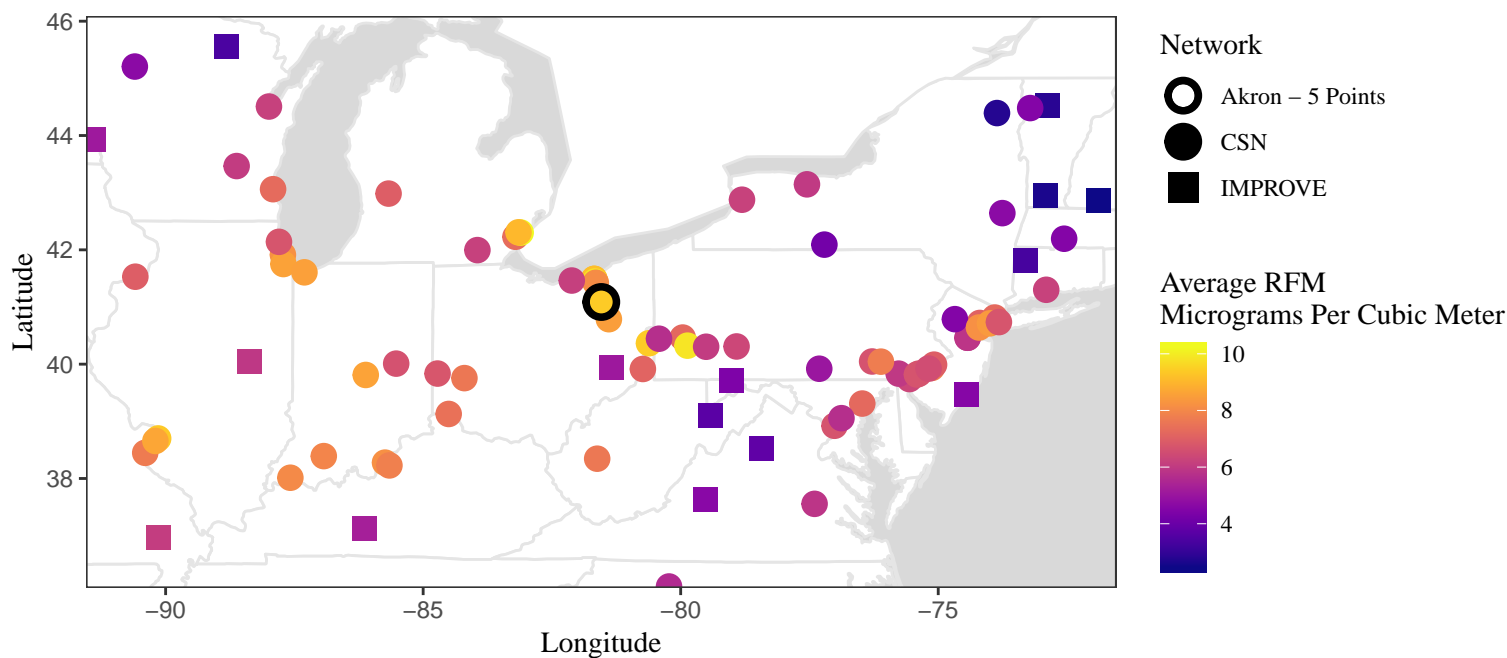 46
44
42
40
38
Latitude
−90
−85
−80
−75
Longitude
Network
Akron − 5 Points
CSN
IMPROVE
Average RFM
Micrograms Per Cubic Meter
10
8
6
4